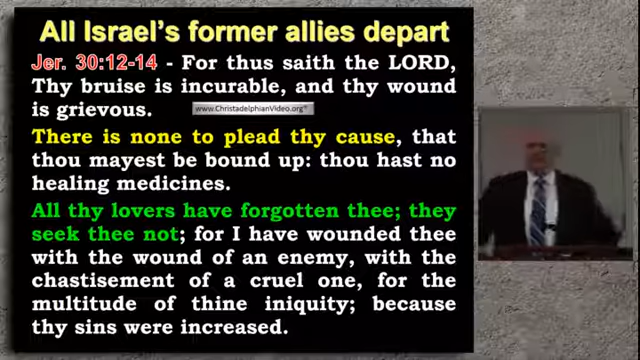 All Israel's former allies depart
Jer. 30:12-14 - For thus saith the LORD,
Thy bruise is incurable, and thy wound
is grievous.
www.ChristadelphianVideo.org
There is none to plead thy cause, that
thou mayest be bound up: thou hast no
healing medicines.
All thy lovers have forgotten thee; they
seek thee not; for I have wounded thee
with the wound of an enemy, with the
chastisement of a cruel one, for the
multitude of thine iniquity; because
thy sins were increased.